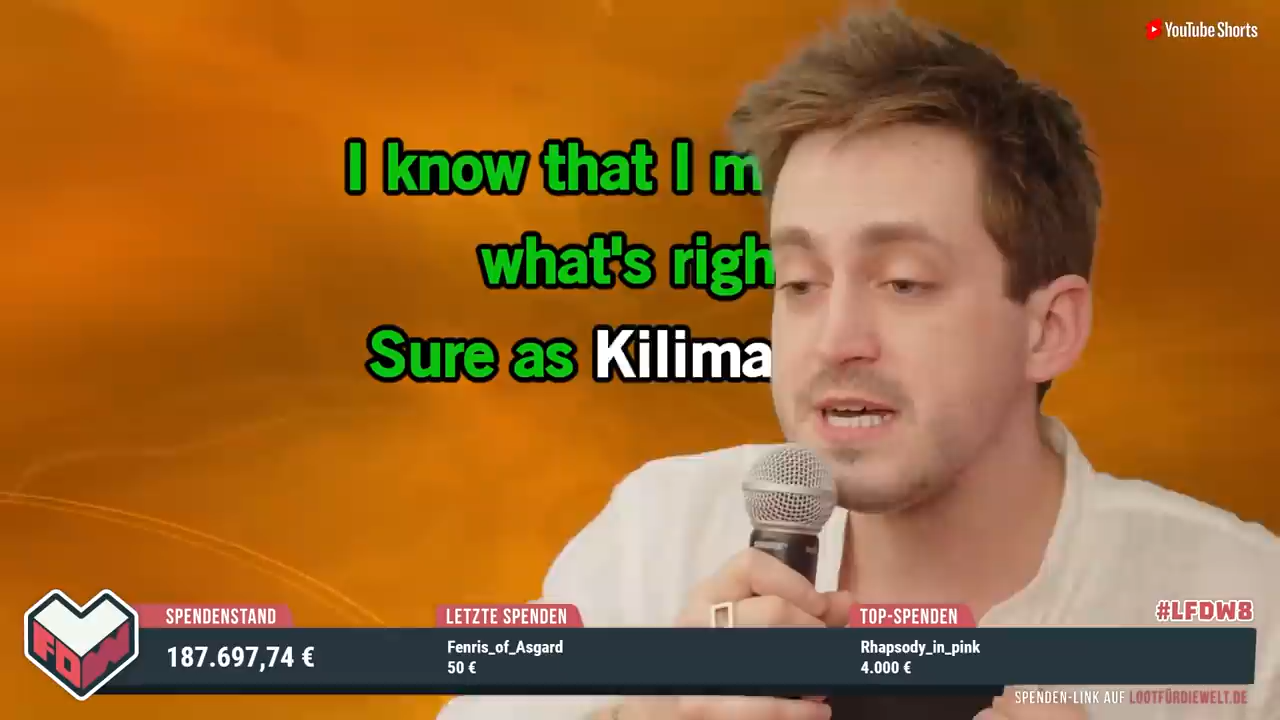 YouTube Shorts
I know that I m
what's righ
Sure as Kilima
SPENDENSTAND
LETZTE SPENDEN
TOP-SPENDEN
#LFDW8
187.697,74 €
Fenris_of_Asgard
50 €
Rhapsody_in_pink
4.000 €
FDW
SPENDEN-LINK AUF LOOTFÜRDIEWELT.DE